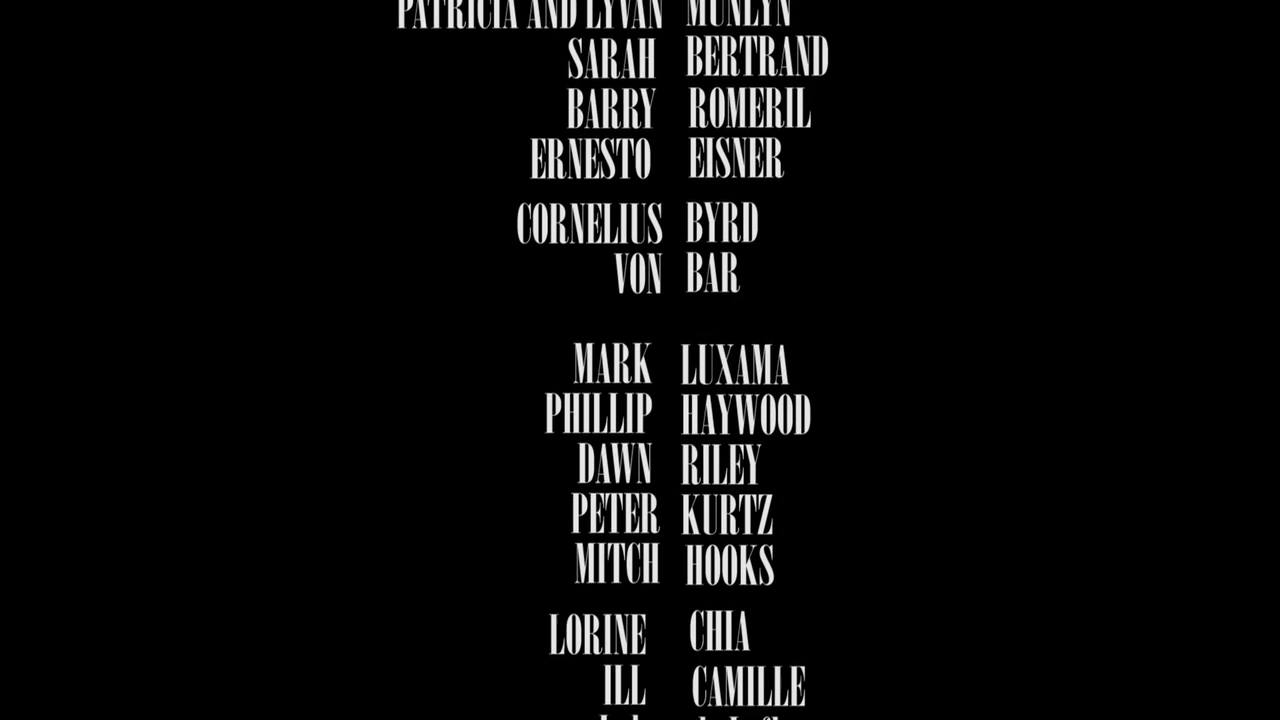 PATRICIA AND LYVAN MUNLYN
SARAH BERTRAND
BARRY ROMERIL
ERNESTO EISNER
CORNELIUS BYRD
VON BAR
MARK LUXAMA
PHILLIP HAYWOOD
DAWN RILEY
PETER KURTZ
MITCH HOOKS
LORINE CHIA
ILL CAMILLE